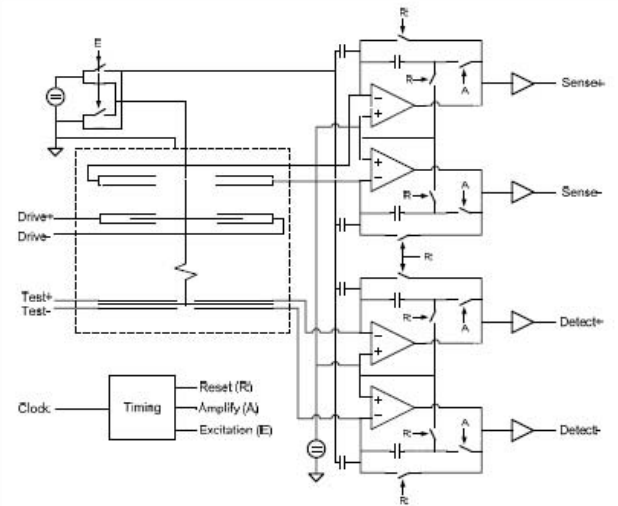 R
E
R
A
Sense+
R
A
Sense-
Drive+
Drive-
R
Test+
Test-
R
A
Detect+
Clock
Timing
Reset (R)
Amplify (A)
Excitation (E)
R
A
Detect-
R